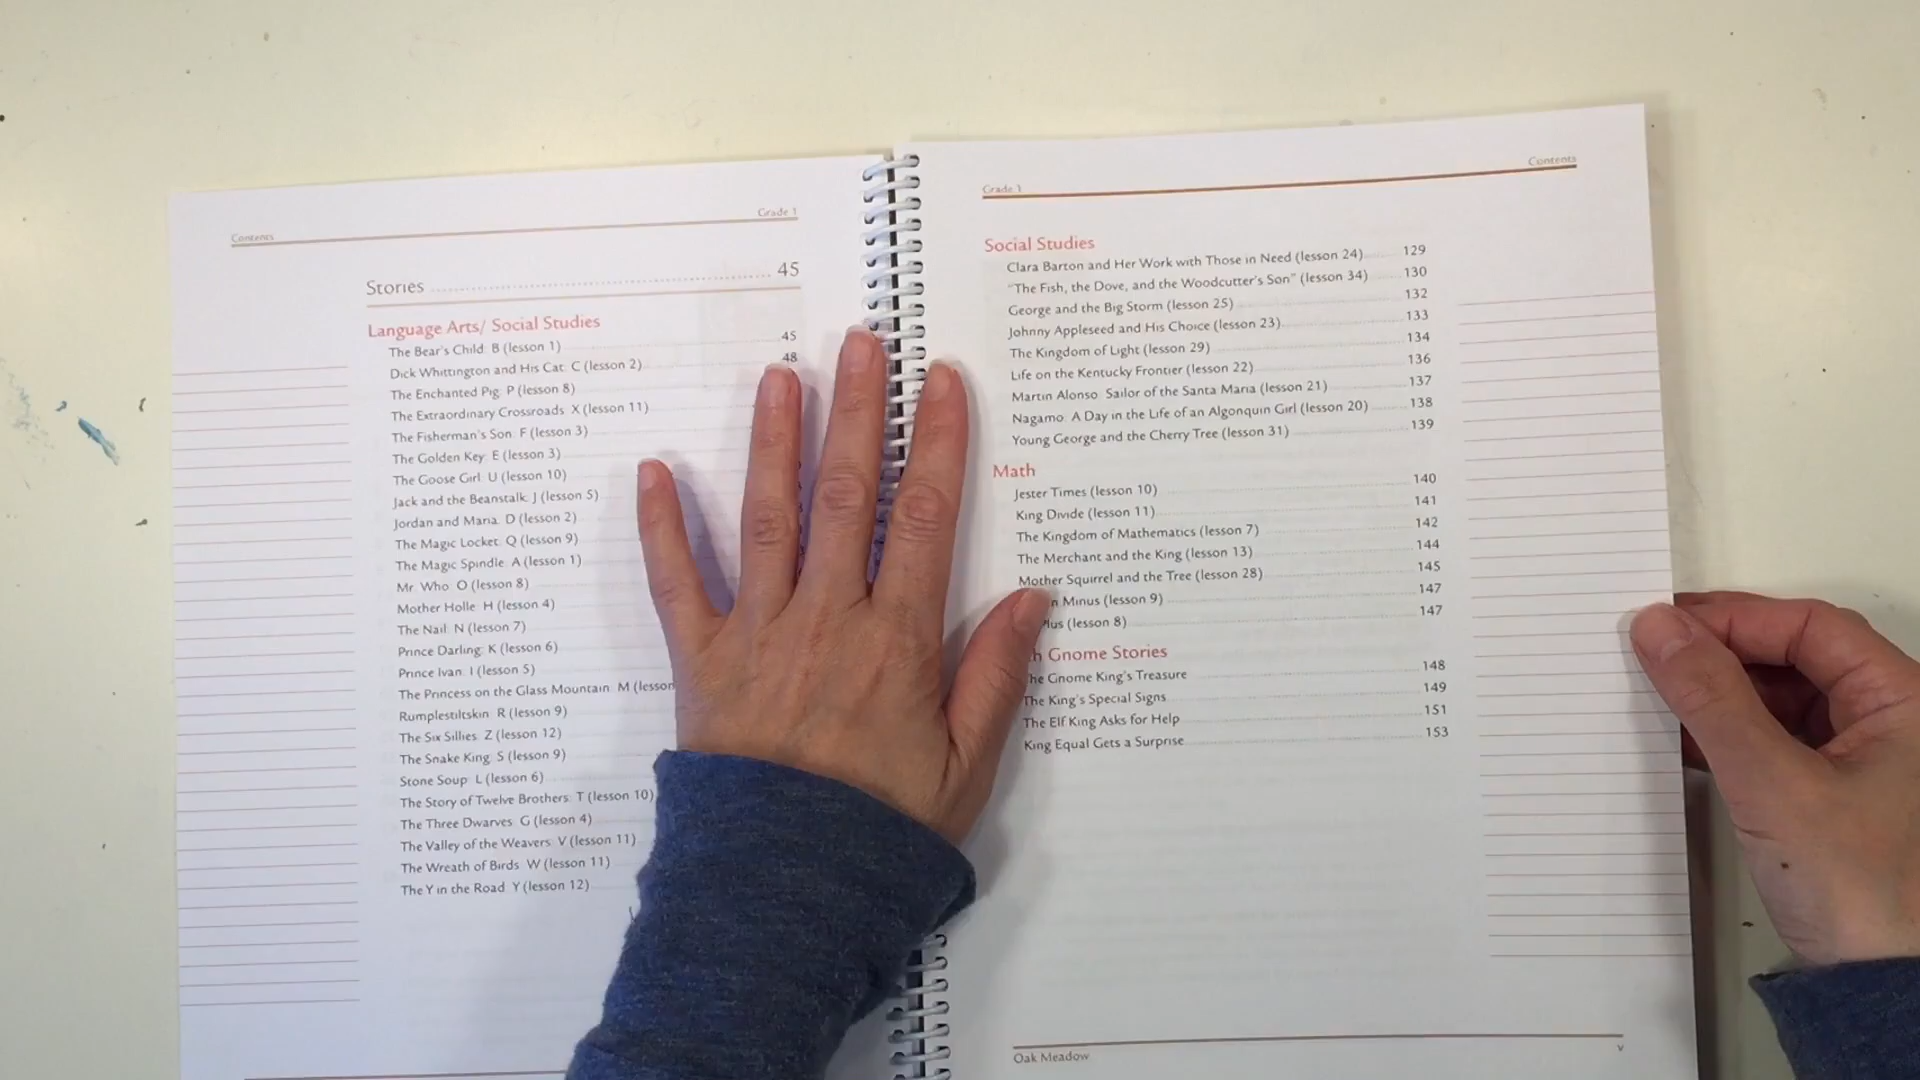 Contents
Grade 1
Stories 45
Language Arts/ Social Studies
The Bear's Child: B (lesson 1) 45
Dick Whittington and His Cat: C (lesson 2) 48
The Enchanted Pig: P (lesson 8)
The Extraordinary Crossroads: X (lesson 11)
The Fisherman's Son: F (lesson 3)
The Golden Key: E (lesson 3)
The Goose Girl: U (lesson 10)
Jack and the Beanstalk: J (lesson 5)
Jordan and Maria: D (lesson 2)
The Magic Locket: Q (lesson 9)
The Magic Spindle: A (lesson 1)
Mr. Who: O (lesson 8)
Mother Holle: H (lesson 4)
The Nail: N (lesson 7)
Prince Darling: K (lesson 6)
Prince Ivan: I (lesson 5)
The Princess on the Glass Mountain: M (lesson
Rumplestiltskin: R (lesson 9)
The Six Sillies: Z (lesson 12)
The Snake King: S (lesson 9)
Stone Soup: L (lesson 6)
The Story of Twelve Brothers: T (lesson 10)
The Three Dwarves: G (lesson 4)
The Valley of the Weavers: V (lesson 11)
The Wreath of Birds: W (lesson 11)
The Y in the Road: Y (lesson 12)
Grade 1
Contents
Social Studies
Clara Barton and Her Work with Those in Need (lesson 24) 129
"The Fish, the Dove, and the Woodcutter's Son" (lesson 34) 130
George and the Big Storm (lesson 25) 132
Johnny Appleseed and His Choice (lesson 23) 133
The Kingdom of Light (lesson 29) 134
Life on the Kentucky Frontier (lesson 22) 136
Martin Alonso: Sailor of the Santa Maria (lesson 21) 137
Nagamo: A Day in the Life of an Algonquin Girl (lesson 20) 138
Young George and the Cherry Tree (lesson 31) 139
Math
Jester Times (lesson 10) 140
King Divide (lesson 11) 141
The Kingdom of Mathematics (lesson 7) 142
The Merchant and the King (lesson 13) 144
Mother Squirrel and the Tree (lesson 28) 145
n Minus (lesson 9) 147
Plus (lesson 8) 147
h Gnome Stories
he Gnome King's Treasure 148
The King's Special Signs 149
The Elf King Asks for Help 151
King Equal Gets a Surprise 153
Oak Meadow
v